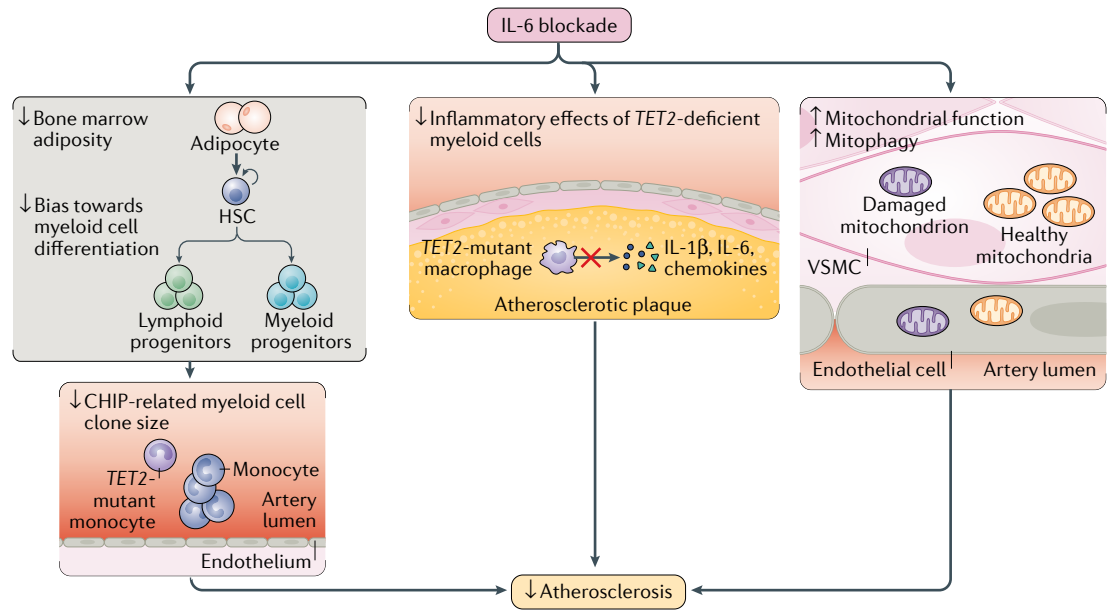 IL-6 blockade
↓Bone marrow
adiposity
Adipocyte
HSC
↓Bias towards
myeloid cell
differentiation
Lymphoid
progenitors
Myeloid
progenitors
↓CHIP-related myeloid cell
clone size
TET2-
mutant
monocyte
Monocyte
Artery
lumen
Endothelium
↓Inflammatory effects of TET2-deficient
myeloid cells
TET2-mutant
macrophage
IL-1β, IL-6,
chemokines
Atherosclerotic plaque
↑Mitochondrial function
↑Mitophagy
Damaged
mitochondrion
Healthy
mitochondria
VSMC
Endothelial cell
Artery lumen
↓Atherosclerosis